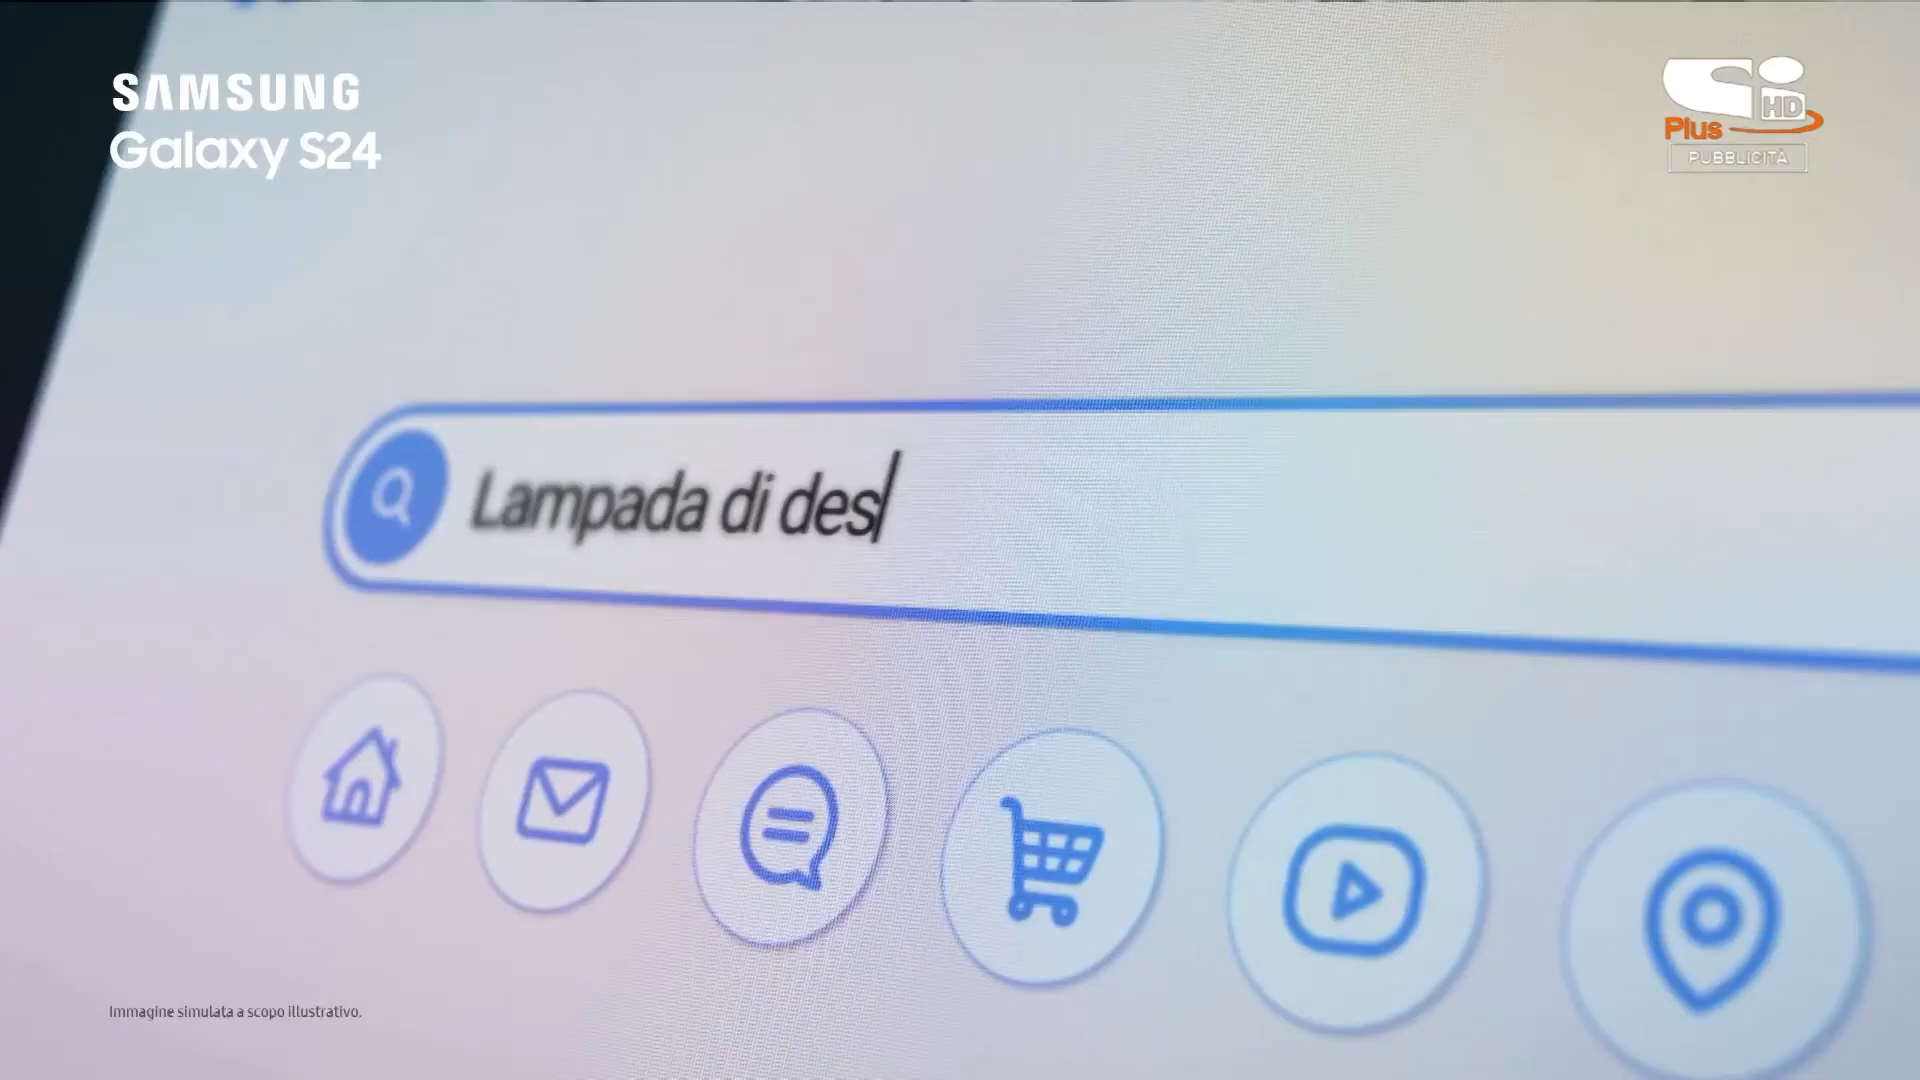 SAMSUNG
Galaxy S24
HD
Plus
PUBBLICITÀ
Lampada di des
Immagine simulata a scopo illustrativo.